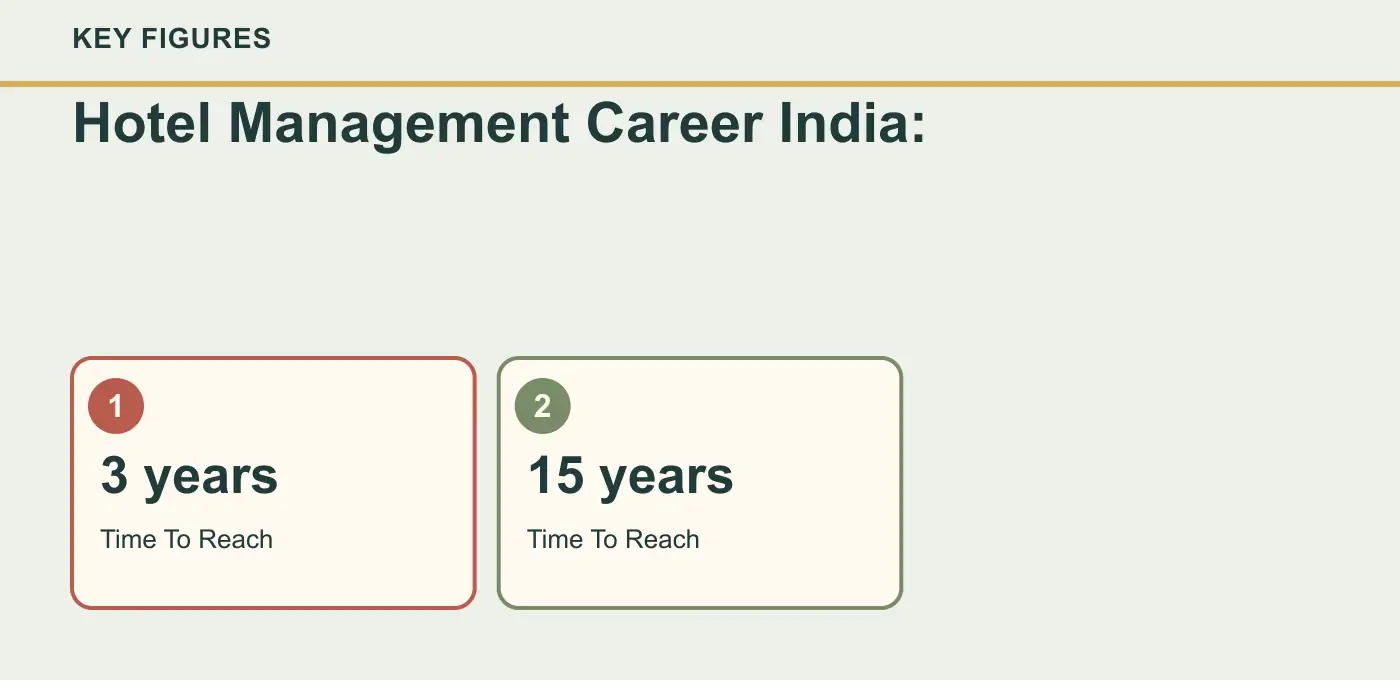 KEY FIGURES
Hotel Management Career India:
1
3 years
Time To Reach
2
15 years
Time To Reach